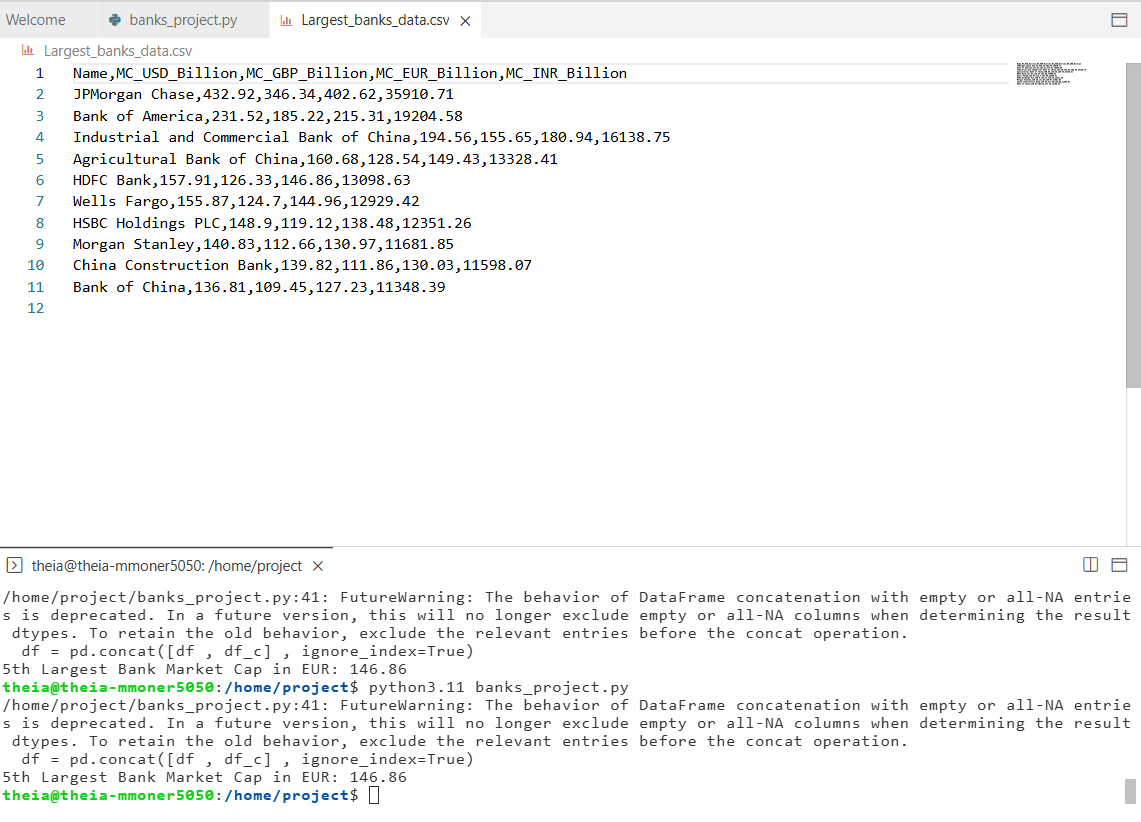 Welcome
banks_project.py
Largest_banks_data.csv
Largest_banks_data.csv
1 Name,MC_USD_Billion,MC_GBP_Billion,MC_EUR_Billion,MC_INR_Billion
2 JPMorgan Chase,432.92,346.34,402.62,35910.71
3 Bank of America,231.52,185.22,215.31,19204.58
4 Industrial and Commercial Bank of China,194.56,155.65,180.94,16138.75
5 Agricultural Bank of China,160.68,128.54,149.43,13328.41
6 HDFC Bank,157.91,126.33,146.86,13098.63
7 Wells Fargo,155.87,124.7,144.96,12929.42
8 HSBC Holdings PLC,148.9,119.12,138.48,12351.26
9 Morgan Stanley,140.83,112.66,130.97,11681.85
10 China Construction Bank,139.82,111.86,130.03,11598.07
11 Bank of China,136.81,109.45,127.23,11348.39
12
theia@theia-mmoner5050: /home/project
/home/project/banks_project.py:41: FutureWarning: The behavior of DataFrame concatenation with empty or all-NA entrie
s is deprecated. In a future version, this will no longer exclude empty or all-NA columns when determining the result
dtypes. To retain the old behavior, exclude the relevant entries before the concat operation.
df = pd.concat([df , df_c] , ignore_index=True)
5th Largest Bank Market Cap in EUR: 146.86
theia@theia-mmoner5050:/home/project$ python3.11 banks_project.py
/home/project/banks_project.py:41: FutureWarning: The behavior of DataFrame concatenation with empty or all-NA entrie
s is deprecated. In a future version, this will no longer exclude empty or all-NA columns when determining the result
dtypes. To retain the old behavior, exclude the relevant entries before the concat operation.
df = pd.concat([df , df_c] , ignore_index=True)
5th Largest Bank Market Cap in EUR: 146.86
theia@theia-mmoner5050:/home/project$